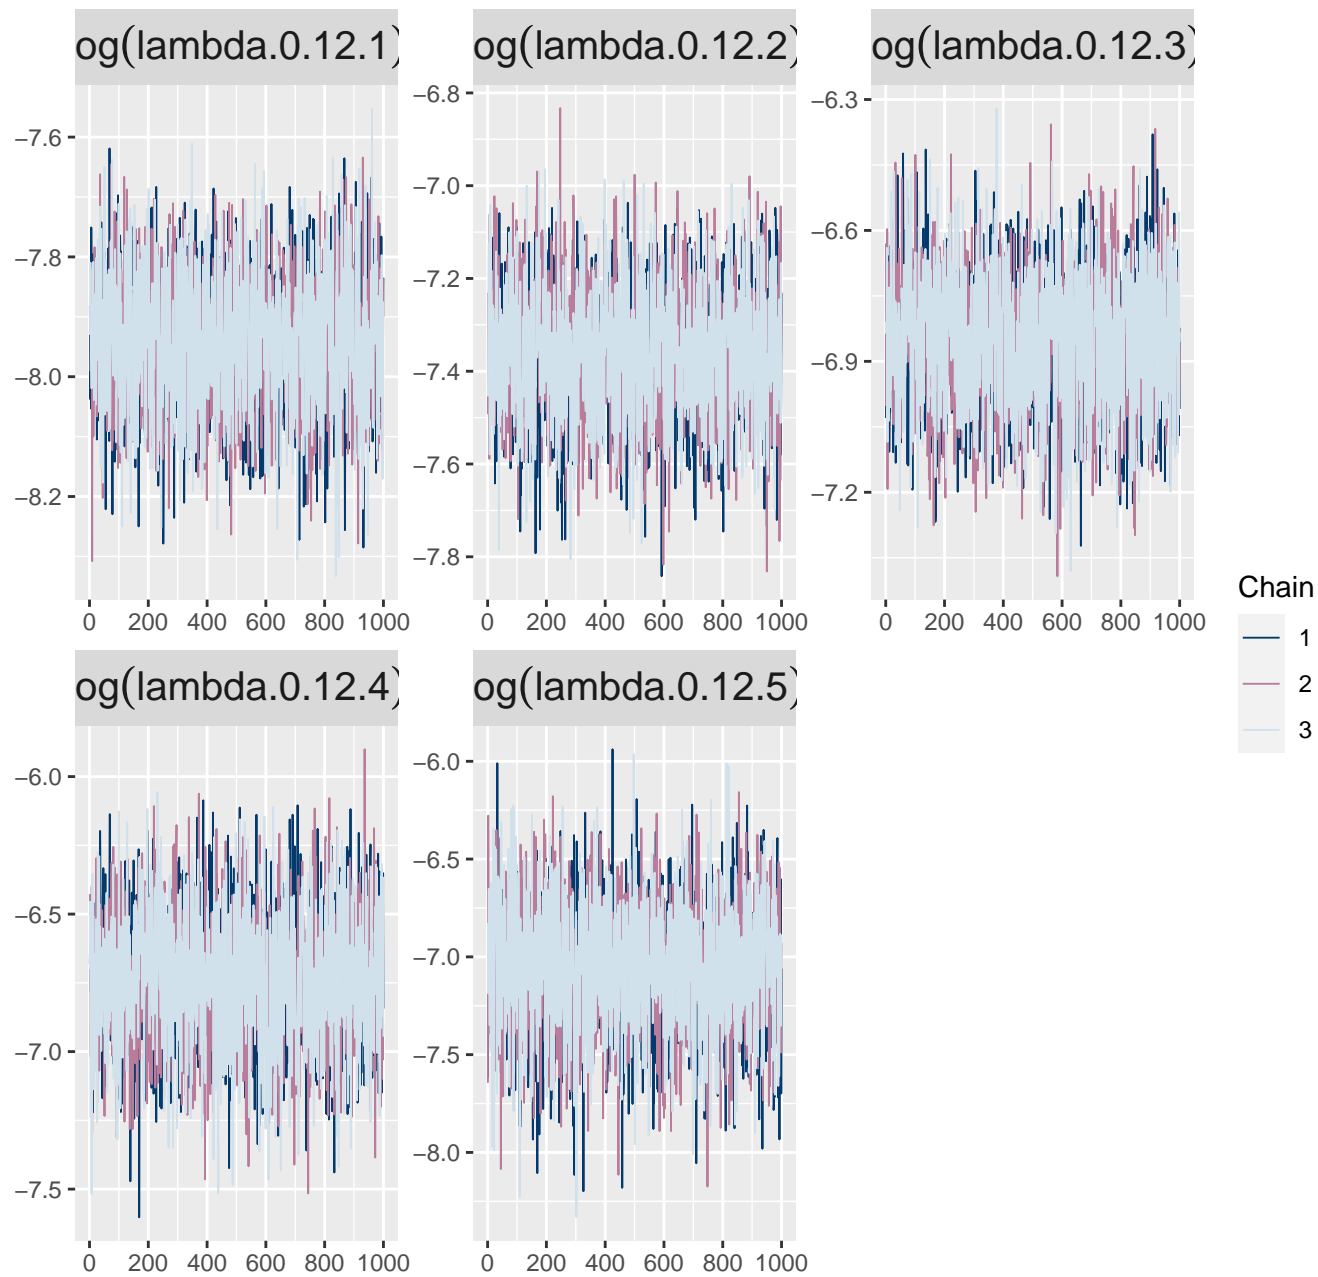 og(lambda.0.12.1)
og(lambda.0.12.2)
og(lambda.0.12.3)
−7.6
−7.8
−8.0
−8.2
0 200 400 600 800 1000
−6.8
−7.0
−7.2
−7.4
−7.6
−7.8
0 200 400 600 800 1000
−6.3
−6.6
−6.9
−7.2
0 200 400 600 800 1000
og(lambda.0.12.4)
og(lambda.0.12.5)
−6.0
−6.5
−7.0
−7.5
0 200 400 600 800 1000
−6.0
−6.5
−7.0
−7.5
−8.0
0 200 400 600 800 1000
Chain
1
2
3